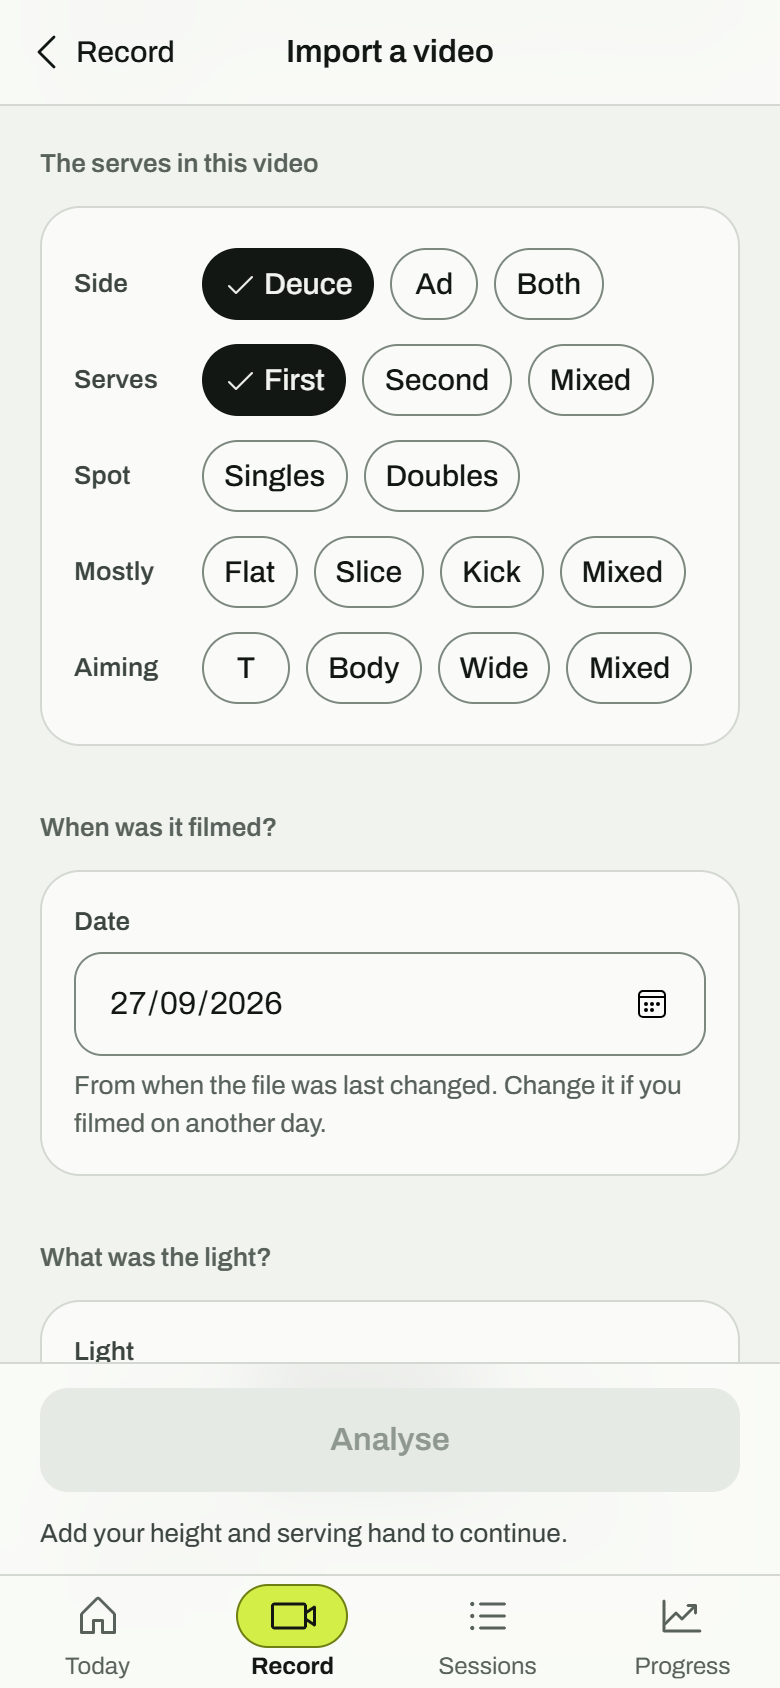 Record
Import a video
The serves in this video
Side Deuce Ad Both
Serves First Second Mixed
Spot Singles Doubles
Mostly Flat Slice Kick Mixed
Aiming T Body Wide Mixed
When was it filmed?
Date
27/09/2026
From when the file was last changed. Change it if you
filmed on another day.
What was the light?
Light
Analyse
Add your height and serving hand to continue.
Today Record Sessions Progress